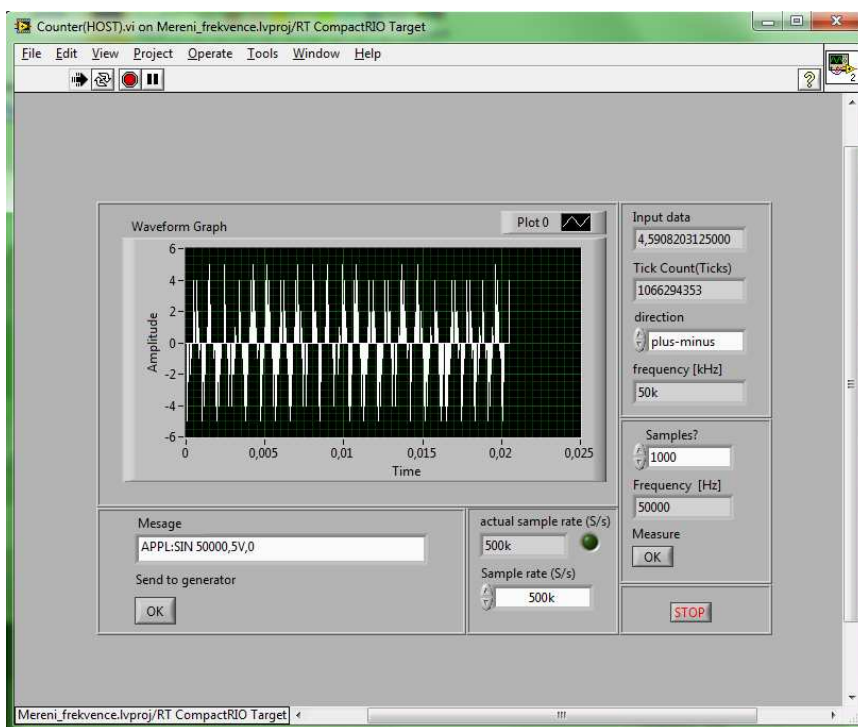 Counter(HOST).vi on Mereni_frekvence.lvproj/RT CompactRIO Target
File Edit View Project Operate Tools Window Help
2
Waveform Graph
Plot 0
6
4
2
0
-2
-4
-6
Amplitude
0 0,005 0,01 0,015 0,02 0,025
Time
Input data
4,5908203125000
Tick Count(Ticks)
1066294353
direction
plus-minus
frequency [kHz]
50k
Samples?
1000
Frequency [Hz]
50000
Measure
OK
Mesage
APPL:SIN 50000,5V,0
Send to generator
OK
actual sample rate (S/s)
500k
Sample rate (S/s)
500k
STOP
Mereni_frekvence.lvproj/RT CompactRIO Target